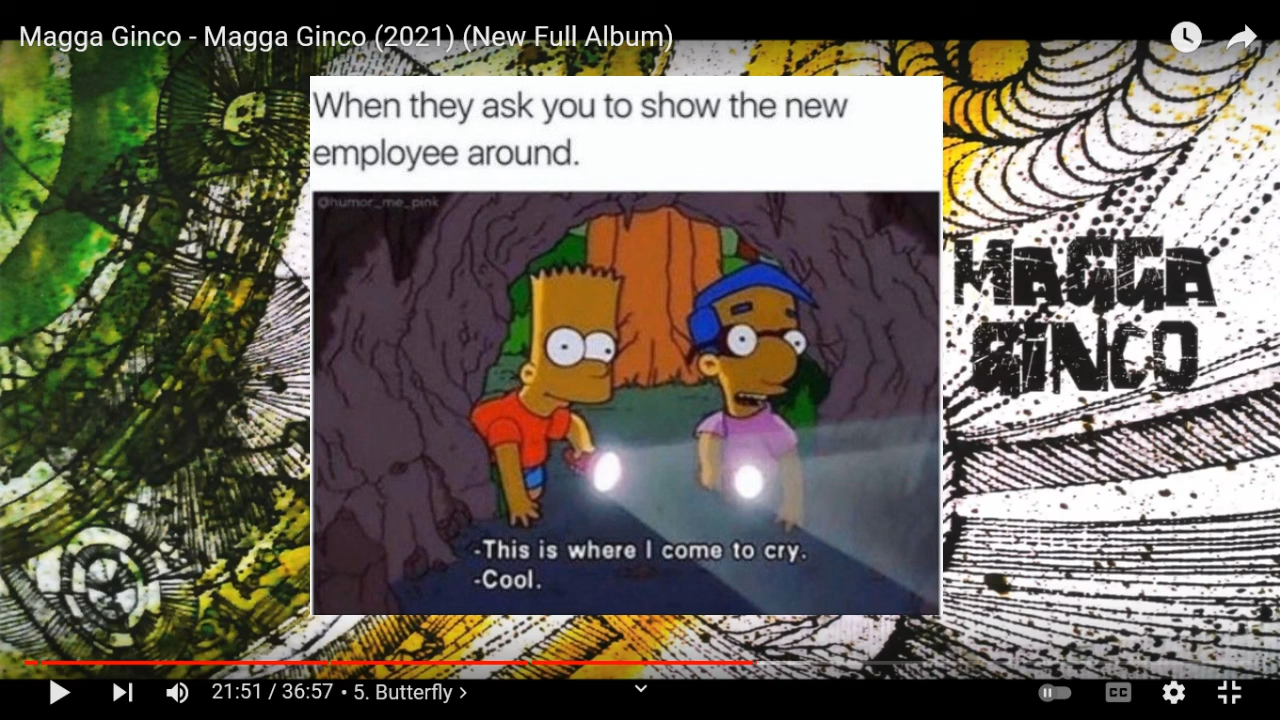 Magga Ginco - Magga Ginco (2021) (New Full Album)
When they ask you to show the new
employee around.
@humor_me_pink
MAGGA
GINCO
-This is where I come to cry.
-Cool.
21:51 / 36:57 • 5. Butterfly >
CC